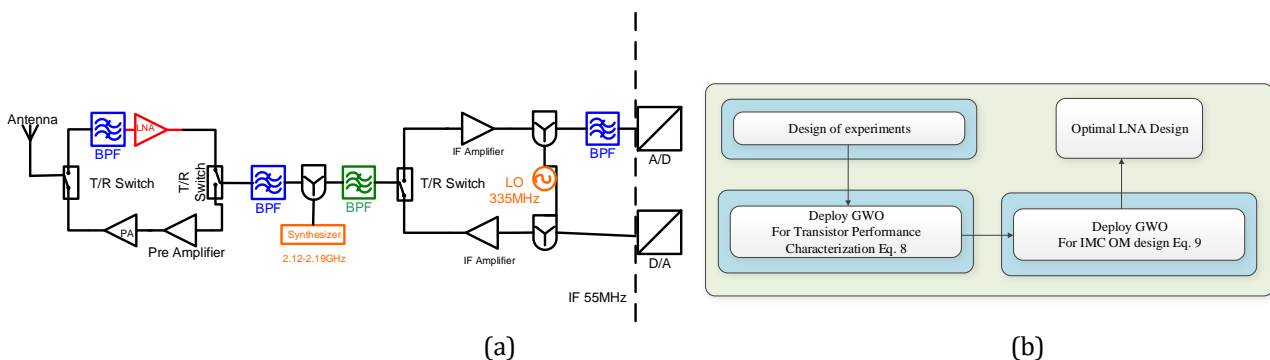 Antenna
BPF
LNA
T/R Switch
T/R Switch
PA
Pre Amplifier
BPF
Synthesizer
2.12-2.19GHz
BPF
T/R Switch
IF Amplifier
LO
335MHz
IF Amplifier
BPF
A/D
D/A
IF 55MHz
(a)
Design of experiments
Optimal LNA Design
Deploy GWO
For Transistor Performance
Characterization Eq. 8
Deploy GWO
For IMC OM design Eq. 9
(b)